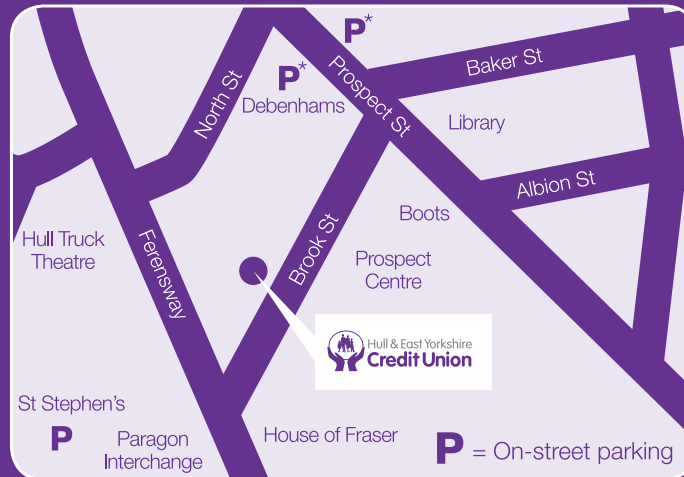 P*
P*
Debenhams
North St
Prospect St
Baker St
Library
Albion St
Boots
Hull Truck
Theatre
Ferensway
Brook St
Prospect
Centre
Hull & East Yorkshire
Credit Union
St Stephen's
P
Paragon
Interchange
House of Fraser
P = On-street parking